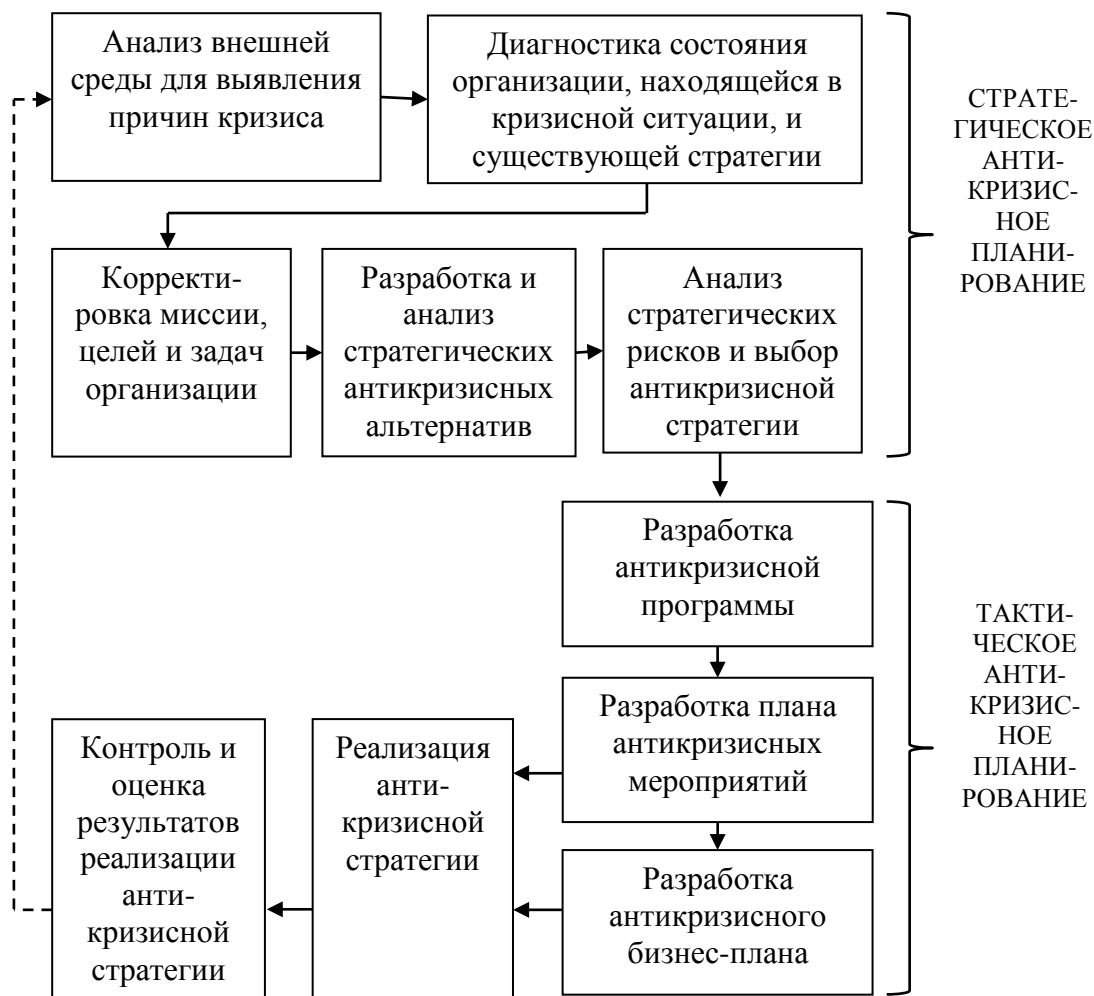 Анализ внешней
среды для выявления
причин кризиса
Диагностика состояния
организации, находящейся в
кризисной ситуации, и
существующей стратегии
СТРАТЕ-
ГИЧЕСКОЕ
АНТИ-
КРИЗИС-
НОЕ
ПЛАНИ-
РОВАНИЕ
Корректи-
ровка миссии,
целей и задач
организации
Разработка и
анализ
стратегических
антикризисных
альтернатив
Анализ
стратегических
рисков и выбор
антикризисной
стратегии
Разработка
антикризисной
программы
ТАКТИ-
ЧЕСКОЕ
АНТИ-
КРИЗИС-
НОЕ
ПЛАНИ-
РОВАНИЕ
Разработка плана
антикризисных
мероприятий
Разработка
антикризисного
бизнес-плана
Реализация
анти-
кризисной
стратегии
Контроль и
оценка
результатов
реализации
анти-
кризисной
стратегии